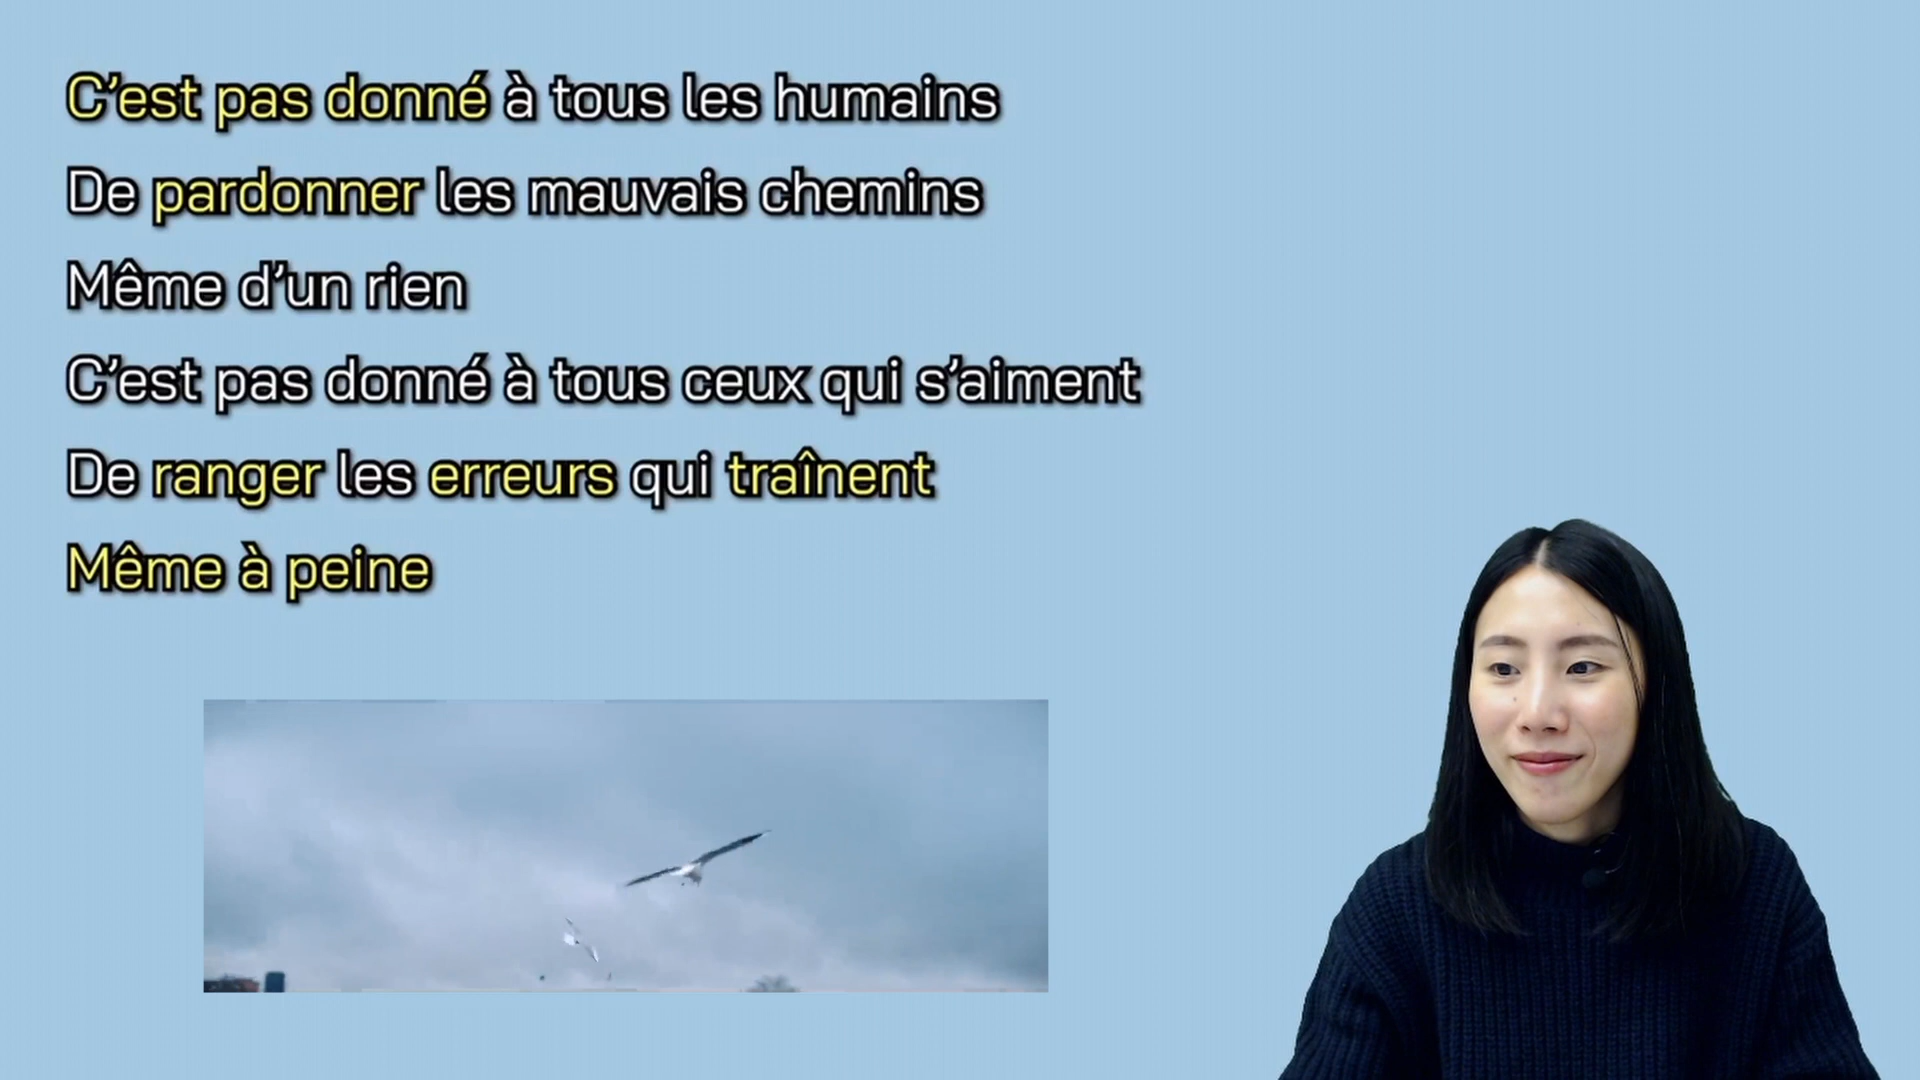 C’est pas donné à tous les humains
De pardonner les mauvais chemins
Même d’un rien
C’est pas donné à tous ceux qui s’aiment
De ranger les erreurs qui traînent
Même à peine